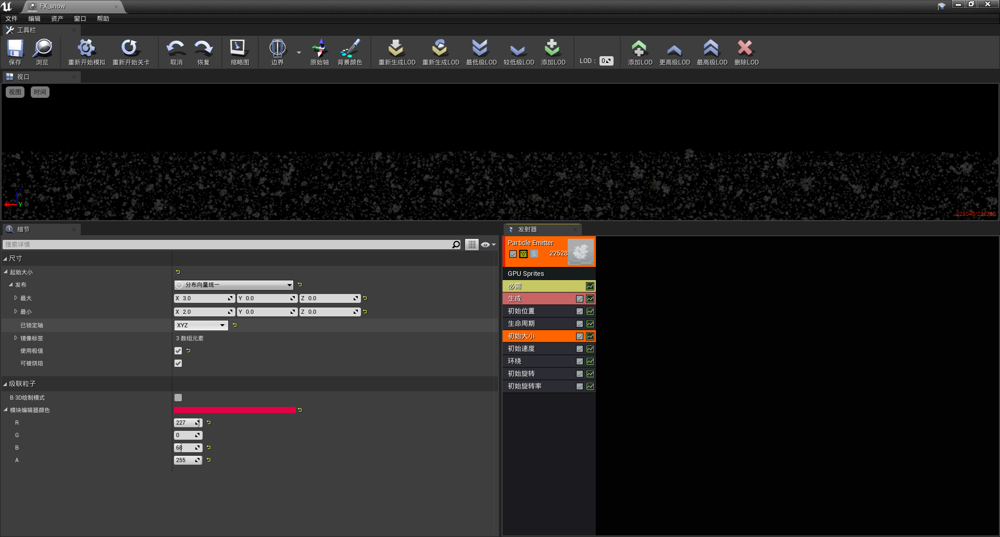 FX_snow
文件 编辑 资产 窗口 帮助
工具栏
保存 浏览 重新开始模拟 重新开始关卡 取消 恢复 缩略图 边界 原始轴 背景颜色 重新生成LOD 重新生成LOD 最低级LOD 较低级LOD 添加LOD LOD： 0 添加LOD 更高级LOD 最高级LOD 删除LOD
视口
视图 时间
Z
X Y
225040/225288
细节
搜索详情
尺寸
起始大小
发布 分布向量统一
最大 X 3.0 Y 0.0 Z 0.0
最小 X 2.0 Y 0.0 Z 0.0
已锁定轴 XYZ
镜像标签 3 数组元素
使用极值
可被烘焙
级联粒子
B 3D绘制模式
模块编辑器颜色
R 227
G 0
B 68
A 255
发射器
Particle Emitter
S 22528
GPU Sprites
必需
生成
初始位置
生命周期
初始大小
初始速度
环绕
初始旋转
初始旋转率